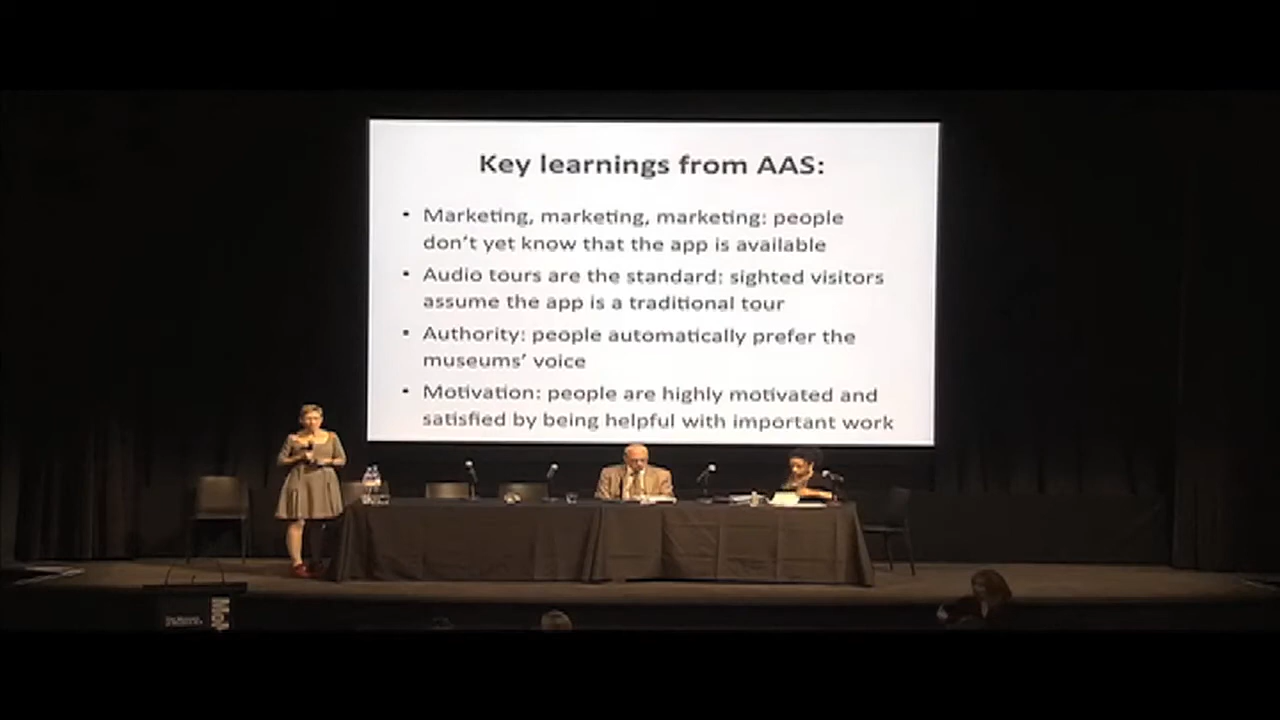 Key learnings from AAS:
• Marketing, marketing, marketing: people
don't yet know that the app is available
• Audio tours are the standard: sighted visitors
assume the app is a traditional tour
• Authority: people automatically prefer the
museums' voice
• Motivation: people are highly motivated and
satisfied by being helpful with important work